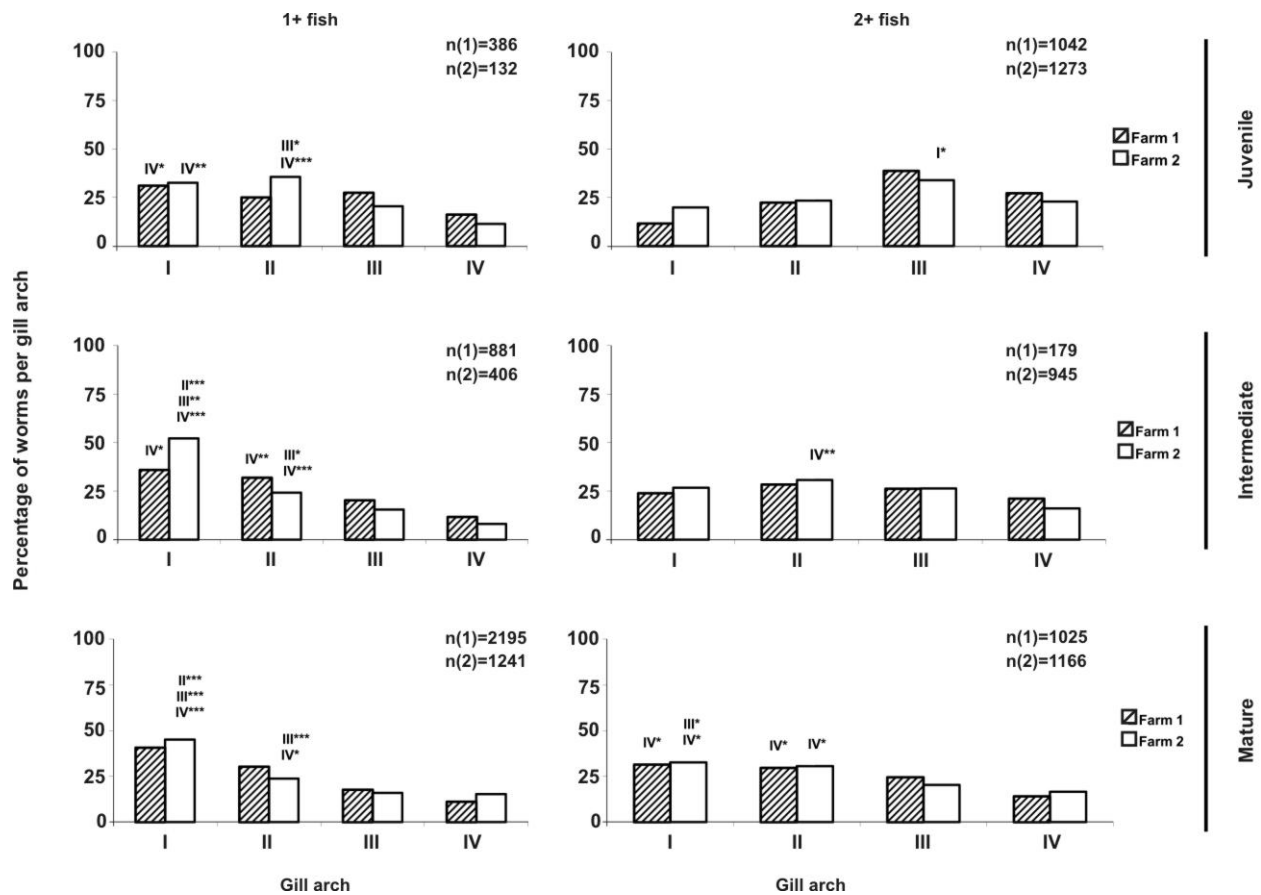 1+ fish
2+ fish
Percentage of worms per gill arch
100
75
50
25
0
n(1)=386
n(2)=132
IV*
IV**
III*
IV***
I
II
III
IV
100
75
50
25
0
n(1)=1042
n(2)=1273
I*
I
II
III
IV
Farm 1
Farm 2
Juvenile
100
75
50
25
0
n(1)=881
n(2)=406
IV*
II***
III**
IV***
IV**
III*
IV***
I
II
III
IV
100
75
50
25
0
n(1)=179
n(2)=945
IV**
I
II
III
IV
Farm 1
Farm 2
Intermediate
100
75
50
25
0
n(1)=2195
n(2)=1241
II***
III***
IV***
III***
IV*
I
II
III
IV
Gill arch
100
75
50
25
0
n(1)=1025
n(2)=1166
IV*
III*
IV*
IV*
IV*
I
II
III
IV
Gill arch
Farm 1
Farm 2
Mature